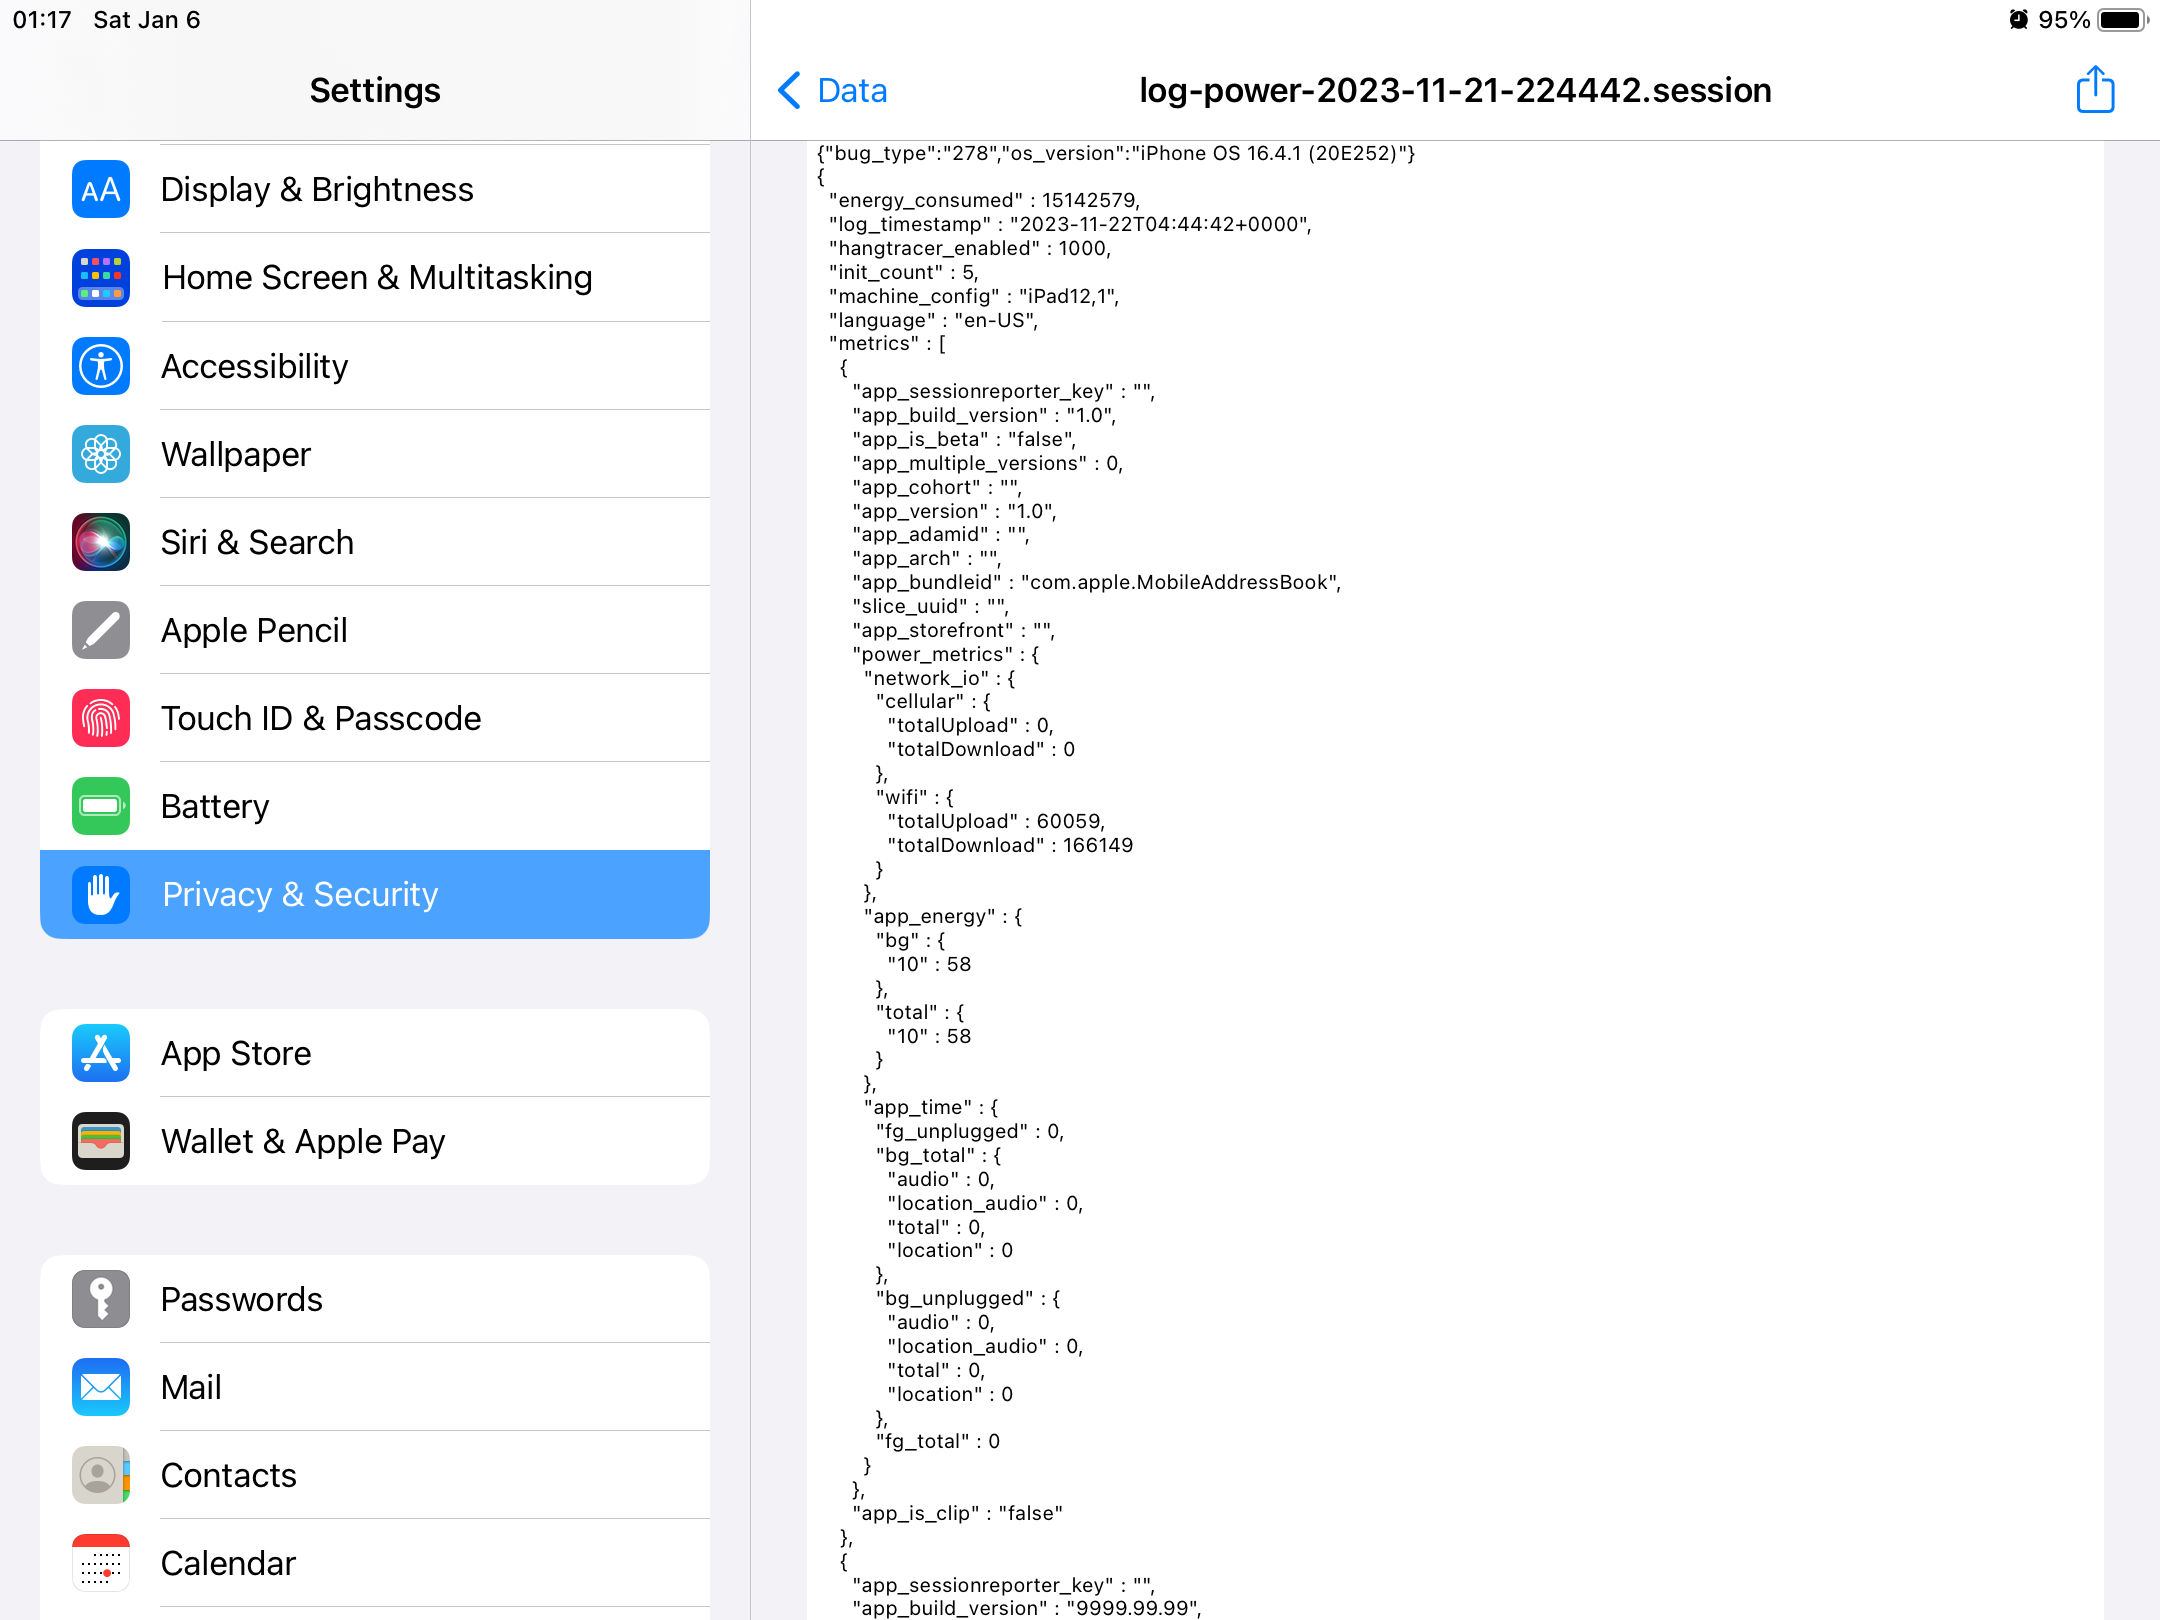 01:17 Sat Jan 6
95%
Settings
Display & Brightness
Home Screen & Multitasking
Accessibility
Wallpaper
Siri & Search
Apple Pencil
Touch ID & Passcode
Battery
Privacy & Security
App Store
Wallet & Apple Pay
Passwords
Mail
Contacts
Calendar
Data
log-power-2023-11-21-224442.session
{"bug_type":"278","os_version":"iPhone OS 16.4.1 (20E252)"}
{
"energy_consumed" : 15142579,
"log_timestamp" : "2023-11-22T04:44:42+0000",
"hangtracer_enabled" : 1000,
"init_count" : 5,
"machine_config" : "iPad12,1",
"language" : "en-US",
"metrics" : [
{
"app_sessionreporter_key" : "",
"app_build_version" : "1.0",
"app_is_beta" : "false",
"app_multiple_versions" : 0,
"app_cohort" : "",
"app_version" : "1.0",
"app_adamid" : "",
"app_arch" : "",
"app_bundleid" : "com.apple.MobileAddressBook",
"slice_uuid" : "",
"app_storefront" : "",
"power_metrics" : {
"network_io" : {
"cellular" : {
"totalUpload" : 0,
"totalDownload" : 0
},
"wifi" : {
"totalUpload" : 60059,
"totalDownload" : 166149
}
},
"app_energy" : {
"bg" : {
"10" : 58
},
"total" : {
"10" : 58
}
},
"app_time" : {
"fg_unplugged" : 0,
"bg_total" : {
"audio" : 0,
"location_audio" : 0,
"total" : 0,
"location" : 0
},
"bg_unplugged" : {
"audio" : 0,
"location_audio" : 0,
"total" : 0,
"location" : 0
},
"fg_total" : 0
}
},
"app_is_clip" : "false"
},
{
"app_sessionreporter_key" : "",
"app_build_version" : "9999.99.99",